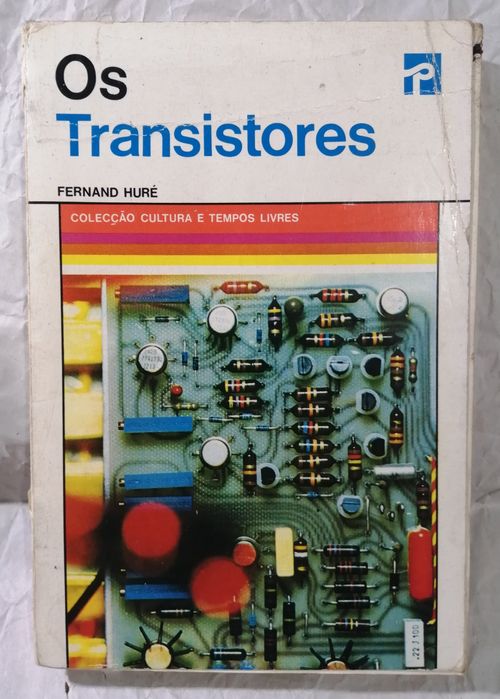 Os
Transistores
FERNAND HURÉ
COLECÇÃO CULTURA E TEMPOS LIVRES